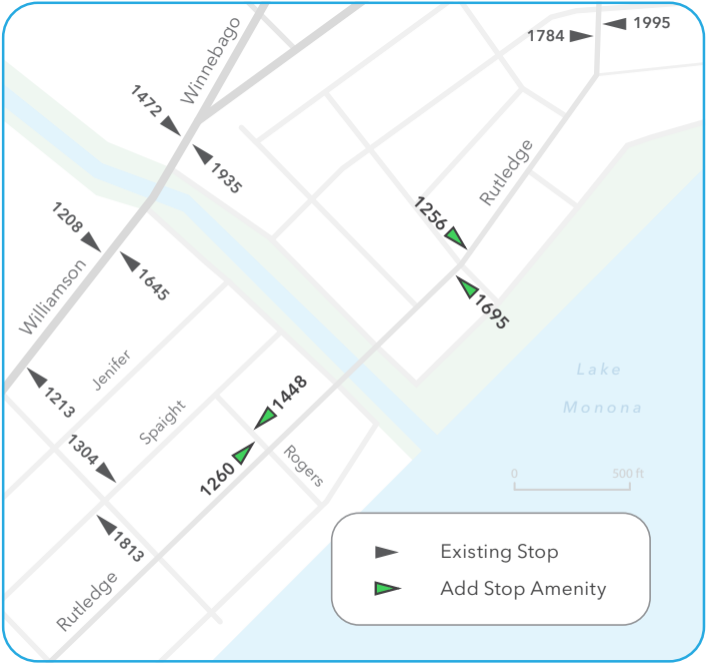 1995
1784
Winnebago
1472
1935
Rutledge
1256
1208
1645
Williamson
1695
Lake
Monona
Jenifer
1213
1448
Spaight
1304
1260
Rogers
0 500 ft
1813
Rutledge
Existing Stop
Add Stop Amenity